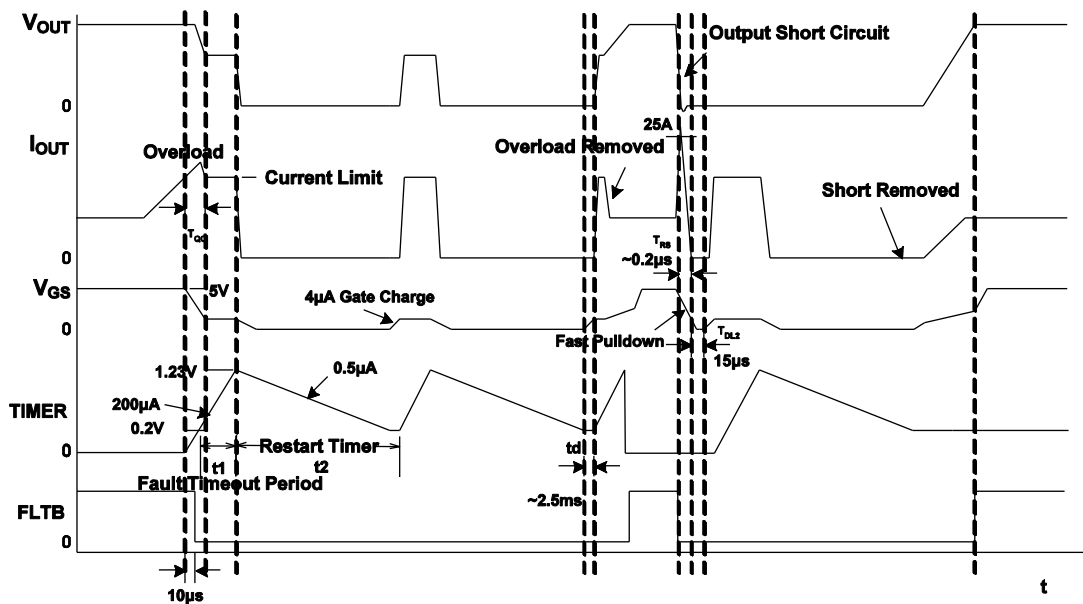 VOUT
Output Short Circuit
0
25A
IOUT
Overload
Overload Removed
Current Limit
Short Removed
TOC
TRS
0
~0.2µs
VGS
5V
4µA Gate Charge
0
Fast Pulldown
TDL2
15µs
1.23V
0.5µA
200µA
TIMER
0.2V
Restart Timer
td
0
t1
t2
Fault Timeout Period
~2.5ms
FLTB
0
10µs
t